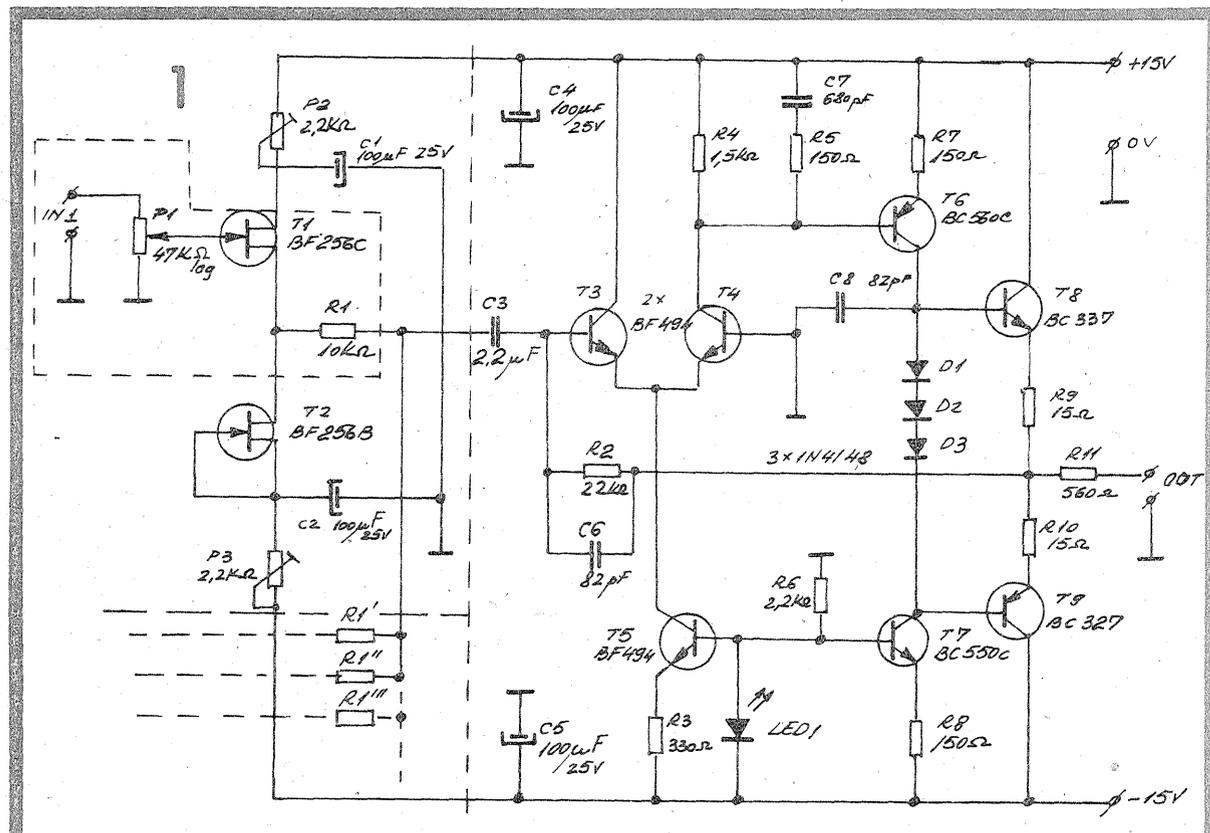 1
P2
2,2KΩ
C1
100µF 25V
IN 1
P1
47KΩ
log
T1
BF256C
R1
10KΩ
T2
BF256B
C2 100µF
/25V
P3
2,2KΩ
R1'
R1''
R1'''
C4
100µF
/25V
C3
2,2µF
T3
2x
BF494
T4
R4
1,5KΩ
C7
680pF
R5
150Ω
R7
150Ω
T6
BC560C
C8 82pF
T8
BC337
D1
D2
D3
3x1N4148
R9
15Ω
R11
560Ω
OUT
R10
15Ω
R2
22KΩ
C6
82pF
R6
2,2KΩ
T5
BF494
T7
BC550C
T9
BC327
R3
330Ω
LED1
R8
150Ω
C5
100µF
/25V
+15V
0V
-15V